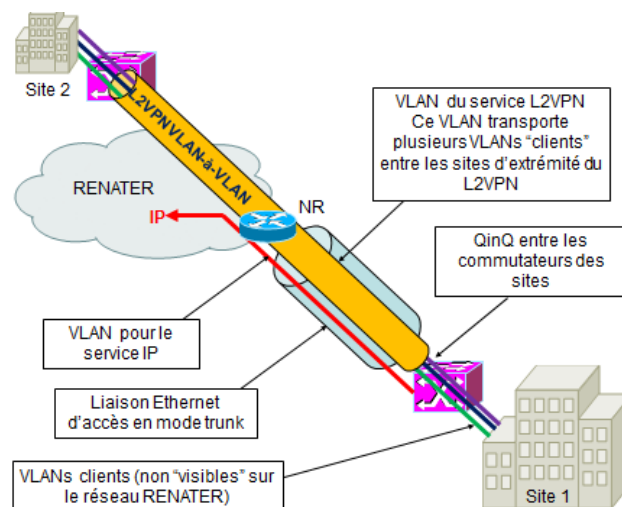 Site 2
L2VPN VLAN-à-VLAN
VLAN du service L2VPN
Ce VLAN transporte
plusieurs VLANs “clients”
entre les sites d’extrémité du
L2VPN
RENATER
NR
IP
QinQ entre les
commutateurs des
sites
VLAN pour le
service IP
Liaison Ethernet
d’accès en mode trunk
VLANs clients (non “visibles” sur
le réseau RENATER)
Site 1